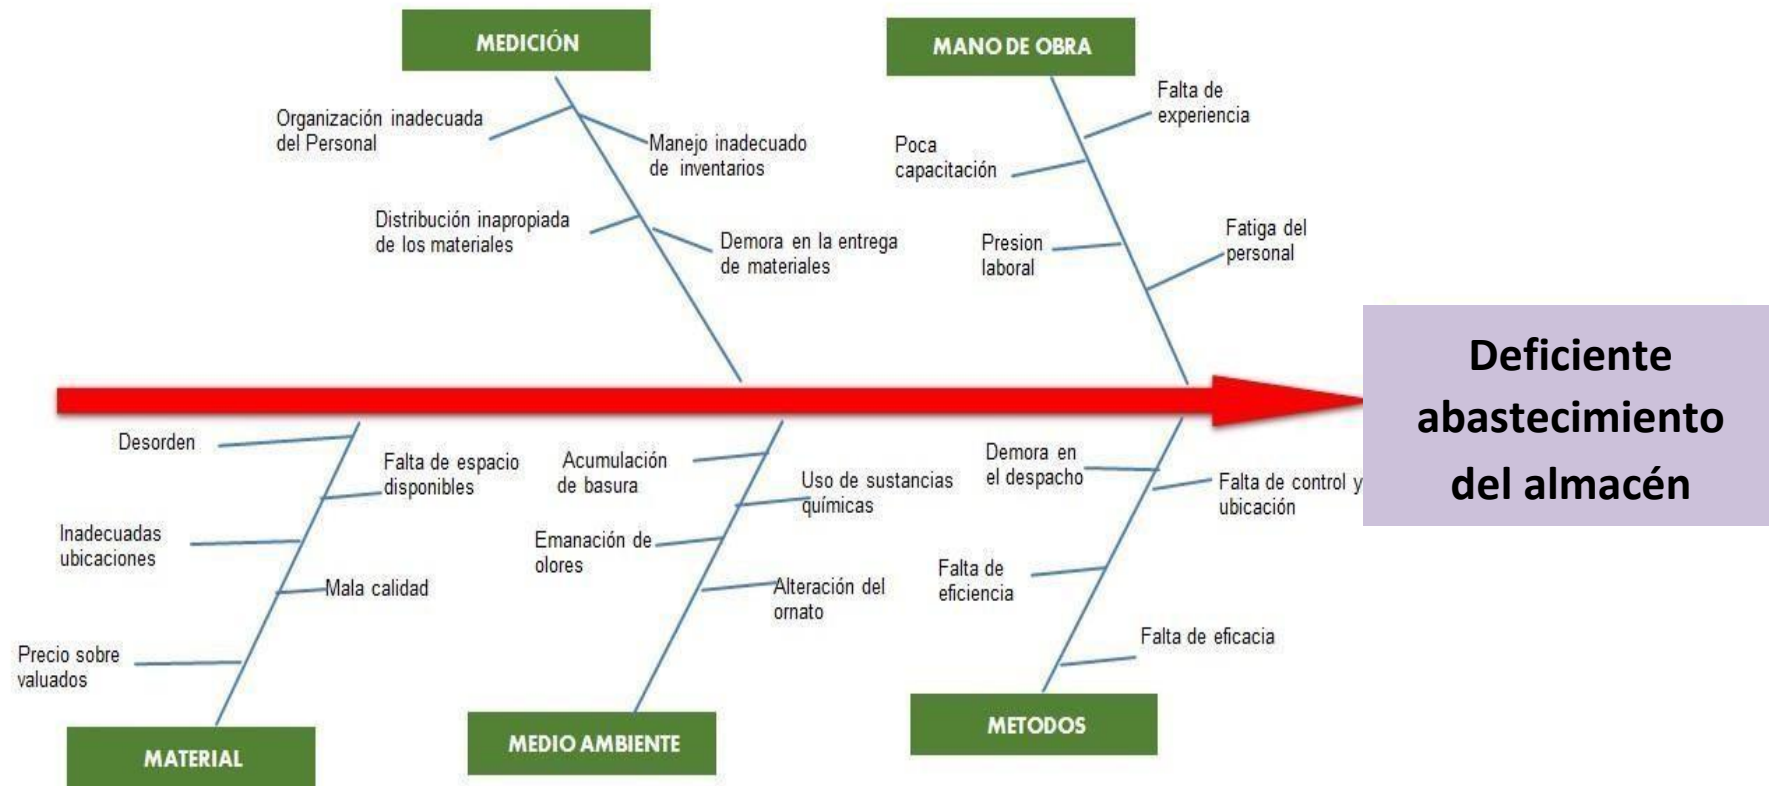 MEDICIÓN
MANO DE OBRA
Organización inadecuada
del Personal
Manejo inadecuado
de inventarios
Distribución inapropiada
de los materiales
Demora en la entrega
de materiales
Falta de
experiencia
Poca
capacitación
Presion
laboral
Fatiga del
personal
Deficiente
abastecimiento
del almacén
Desorden
Falta de espacio
disponibles
Inadecuadas
ubicaciones
Mala calidad
Precio sobre
valuados
Acumulación
de basura
Uso de sustancias
químicas
Emanación de
olores
Alteración del
ornato
Demora en
el despacho
Falta de control y
ubicación
Falta de
eficiencia
Falta de eficacia
MATERIAL
MEDIO AMBIENTE
METODOS